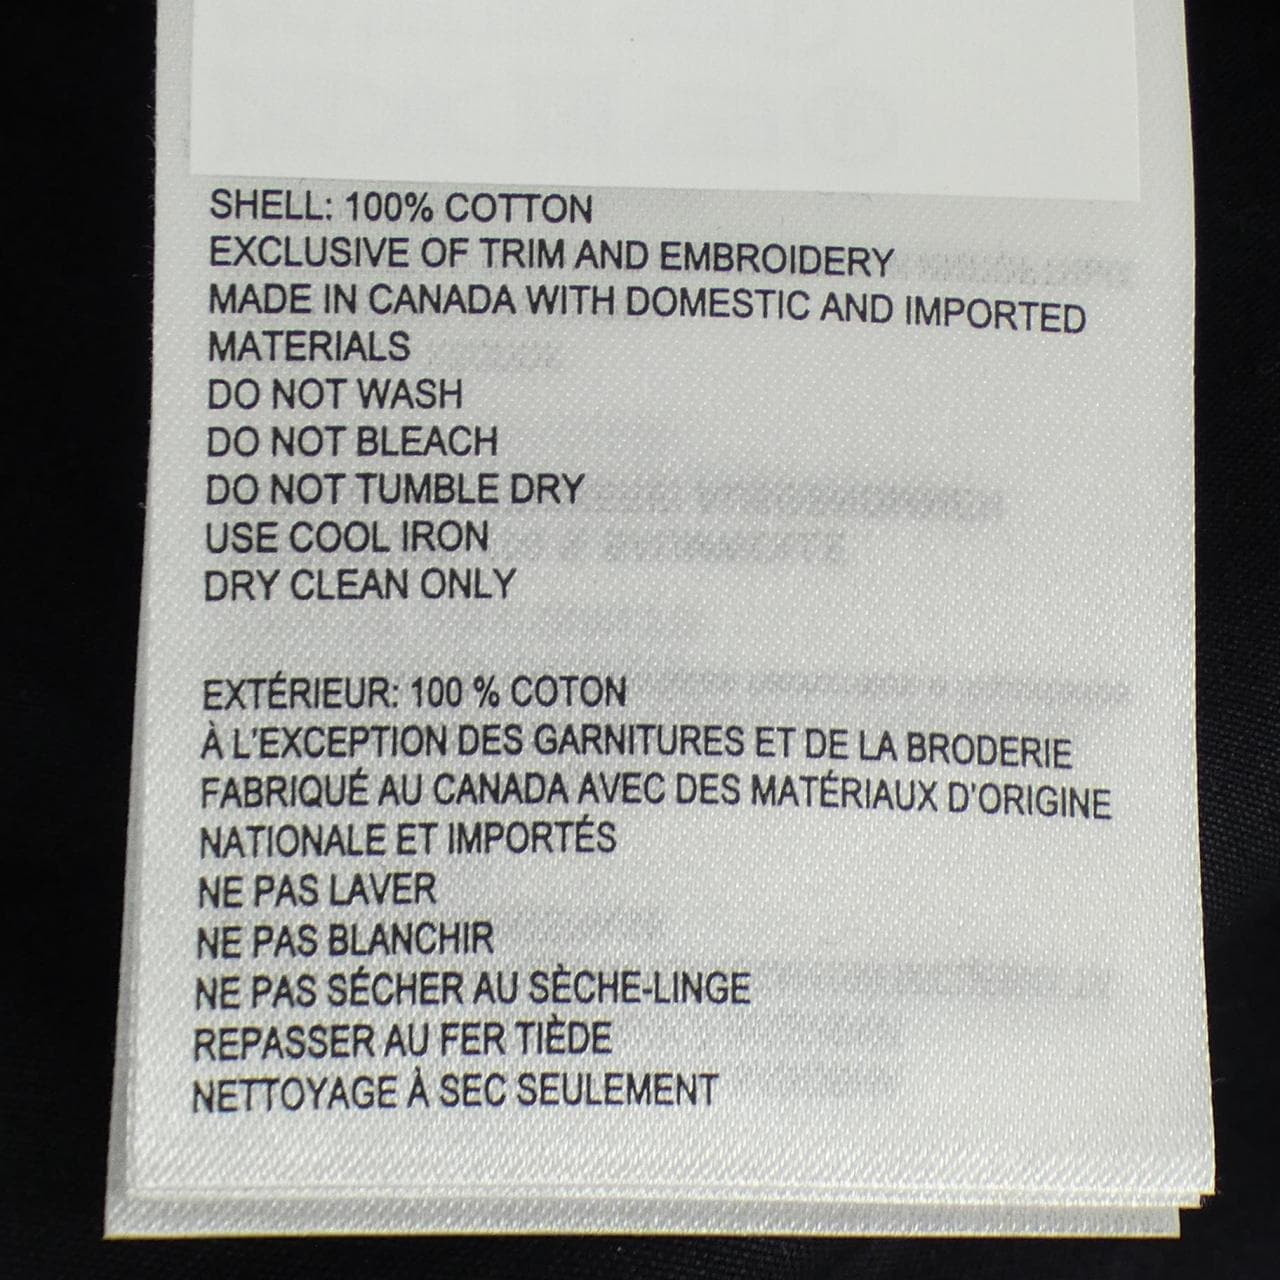 SHELL: 100% COTTON
EXCLUSIVE OF TRIM AND EMBROIDERY
MADE IN CANADA WITH DOMESTIC AND IMPORTED
MATERIALS
DO NOT WASH
DO NOT BLEACH
DO NOT TUMBLE DRY
USE COOL IRON
DRY CLEAN ONLY
EXTÉRIEUR: 100 % COTON
À L'EXCEPTION DES GARNITURES ET DE LA BRODERIE
FABRIQUÉ AU CANADA AVEC DES MATÉRIAUX D'ORIGINE
NATIONALE ET IMPORTÉS
NE PAS LAVER
NE PAS BLANCHIR
NE PAS SÉCHER AU SÈCHE-LINGE
REPASSER AU FER TIÈDE
NETTOYAGE À SEC SEULEMENT